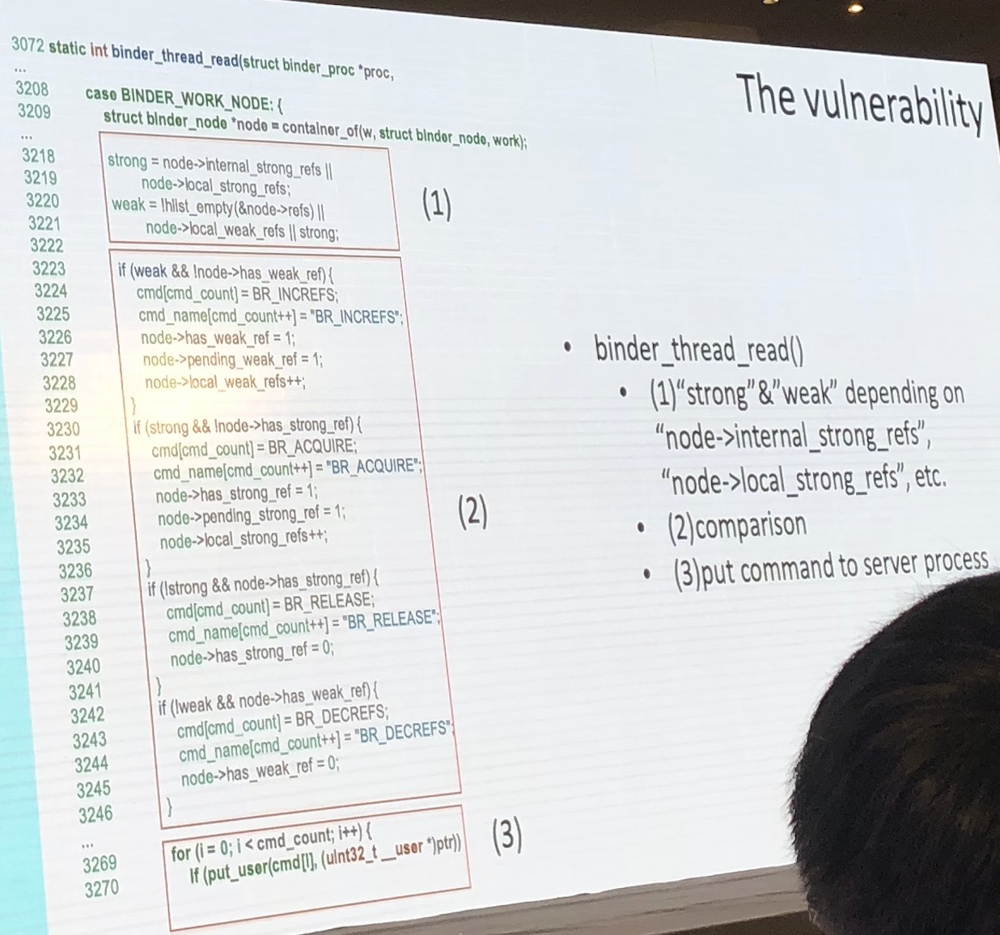 The vulnerability
3072 static int binder_thread_read(struct binder_proc *proc,
...
3208 case BINDER_WORK_NODE: {
3209 struct binder_node *node = container_of(w, struct binder_node, work);
...
3218 strong = node->internal_strong_refs ||
3219 node->local_strong_refs;
3220 weak = !hlist_empty(&node->refs) ||
3221 node->local_weak_refs || strong;
3222
3223 if (weak && !node->has_weak_ref) {
3224 cmd[cmd_count] = BR_INCREFS;
3225 cmd_name[cmd_count++] = "BR_INCREFS";
3226 node->has_weak_ref = 1;
3227 node->pending_weak_ref = 1;
3228 node->local_weak_refs++;
3229 }
3230 if (strong && !node->has_strong_ref) {
3231 cmd[cmd_count] = BR_ACQUIRE;
3232 cmd_name[cmd_count++] = "BR_ACQUIRE";
3233 node->has_strong_ref = 1;
3234 node->pending_strong_ref = 1;
3235 node->local_strong_refs++;
3236 }
3237 if (!strong && node->has_strong_ref) {
3238 cmd[cmd_count] = BR_RELEASE;
3239 cmd_name[cmd_count++] = "BR_RELEASE";
3240 node->has_strong_ref = 0;
3241 }
3242 if (!weak && node->has_weak_ref) {
3243 cmd[cmd_count] = BR_DECREFS;
3244 cmd_name[cmd_count++] = "BR_DECREFS";
3245 node->has_weak_ref = 0;
3246 }
...
3269 for (i = 0; i < cmd_count; i++) {
3270 if (put_user(cmd[i], (uint32_t __user *)ptr))
(1)
(2)
(3)
• binder_thread_read()
• (1)"strong"&"weak" depending on
"node->internal_strong_refs",
"node->local_strong_refs", etc.
• (2)comparison
• (3)put command to server process